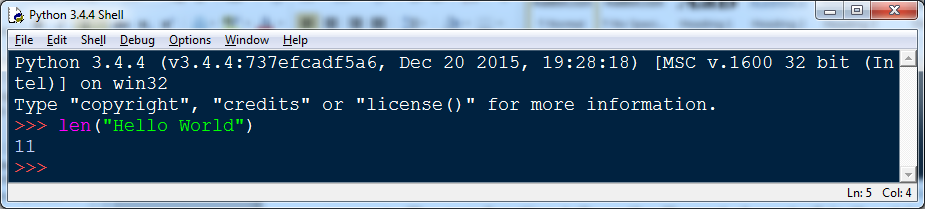 Python 3.4.4 Shell
File Edit Shell Debug Options Window Help
Python 3.4.4 (v3.4.4:737efcadf5a6, Dec 20 2015, 19:28:18) [MSC v.1600 32 bit (In
tel)] on win32
Type "copyright", "credits" or "license()" for more information.
>>> len("Hello World")
11
>>>
Ln: 5 Col: 4